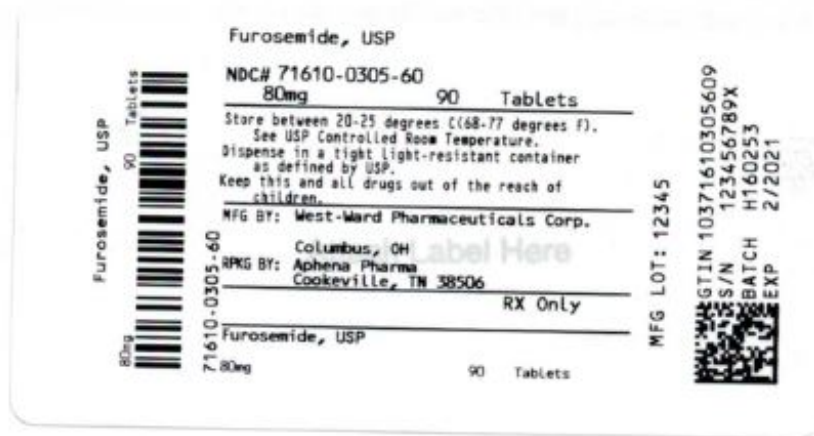 Furosemide, USP
NDC# 71610-0305-60
80mg 90 Tablets
Store between 20-25 degrees C(68-77 degrees F).
See USP Controlled Room Temperature.
Dispense in a tight light-resistant container
as defined by USP.
Keep this and all drugs out of the reach of
children.
MFG BY: West-Ward Pharmaceuticals Corp.
Columbus, OH
RPKG BY: Aphena Pharma
Cookeville, TN 38506
RX Only
Furosemide, USP
80mg 90 Tablets
Furosemide, USP
80mg 90 Tablets
71610-0305-60
MFG LOT: 12345
GTIN 10371610305609
S/N 123456789X
BATCH H160253
EXP 2/2021
Label Here